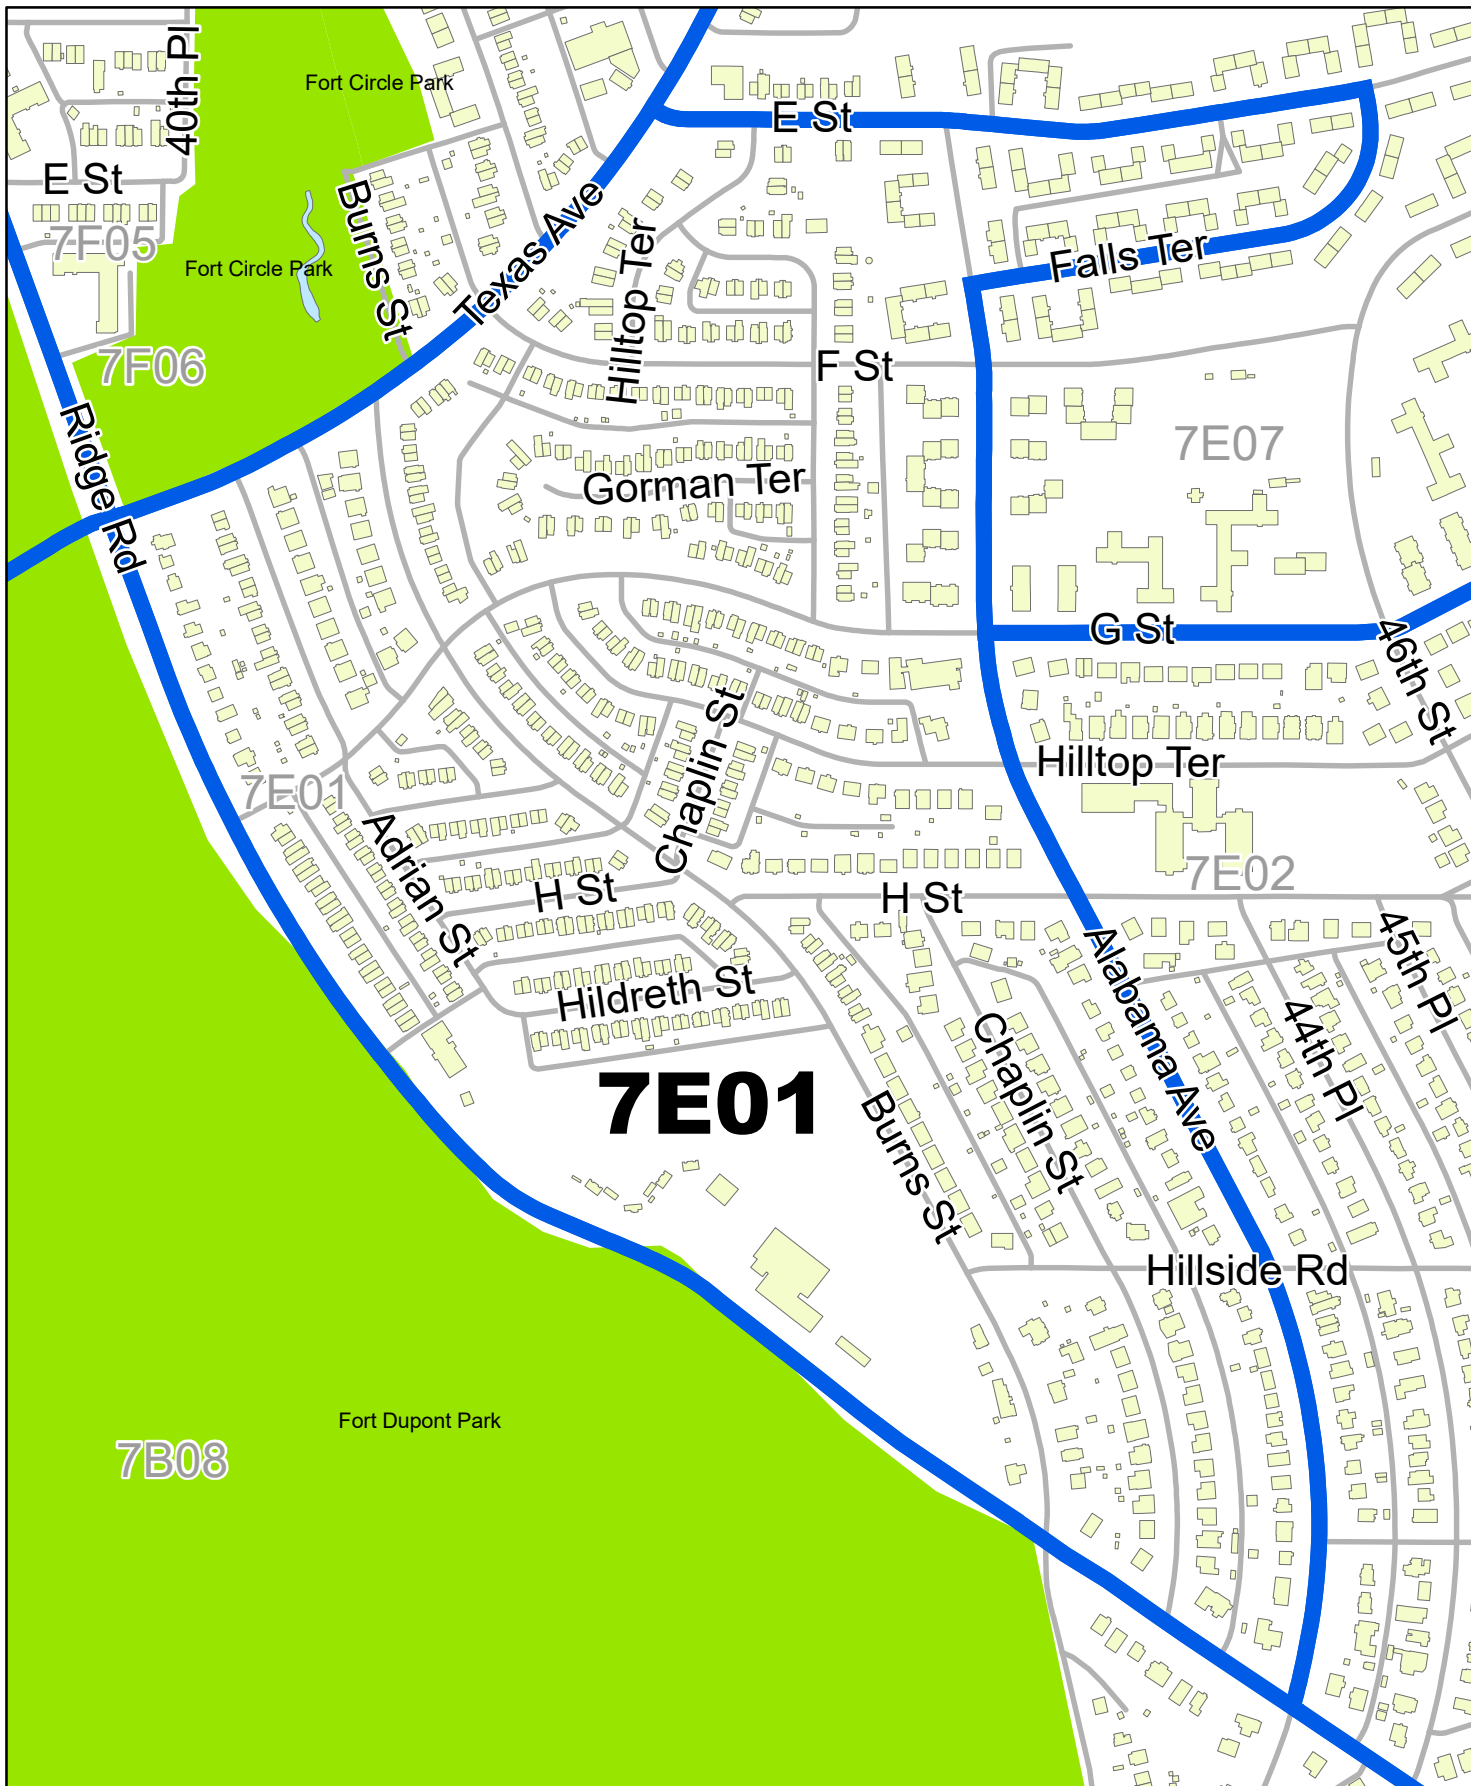 40th Pl
Fort Circle Park
E St
E St
7F05
Fort Circle Park
Burns St
Texas Ave
Hilltop Ter
Falls Ter
7F06
F St
Ridge Rd
7E07
Gorman Ter
G St
46th St
Chaplin St
Hilltop Ter
7E01
Adrian St
7E02
H St
H St
45th Pl
Alabama Ave
Hildreth St
44th Pl
Chaplin St
7E01
Burns St
Hillside Rd
Fort Dupont Park
7B08